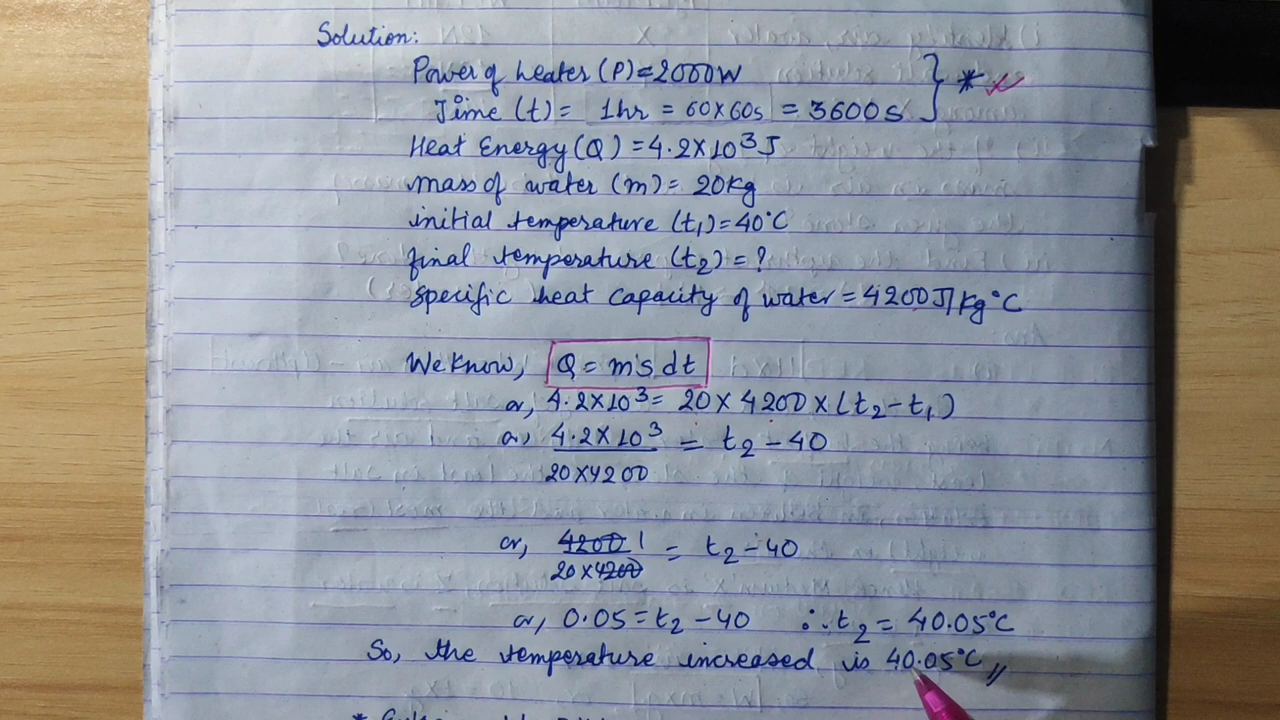 Solution:
Power of heater (P) = 2000W
Time (t) = 1hr = 60×60s = 3600s } *
Heat Energy (Q) = 4.2×10³J
mass of water (m) = 20kg
initial temperature (t₁) = 40°C
final temperature (t₂) = ?
specific heat capacity of water = 4200J/kg°C
We know, Q = m's dt
or, 4.2×10³ = 20 × 4200 × (t₂-t₁)
or, 4.2×10³ = t₂-40
20×4200
or, 4200 1 = t₂-40
20×4200
or, 0.05 = t₂-40 ∴ t₂ = 40.05°C
So, the temperature increased is 40.05°C //